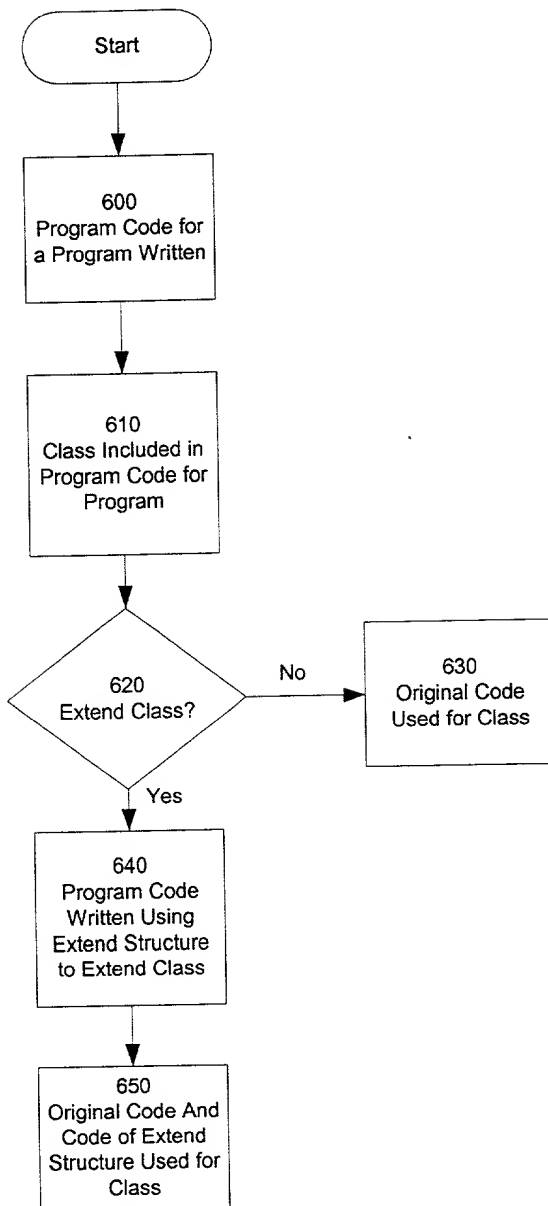 Start
600
Program Code for
a Program Written
610
Class Included in
Program Code for
Program
620
Extend Class?
No
630
Original Code
Used for Class
Yes
640
Program Code
Written Using
Extend Structure
to Extend Class
650
Original Code And
Code of Extend
Structure Used for
Class